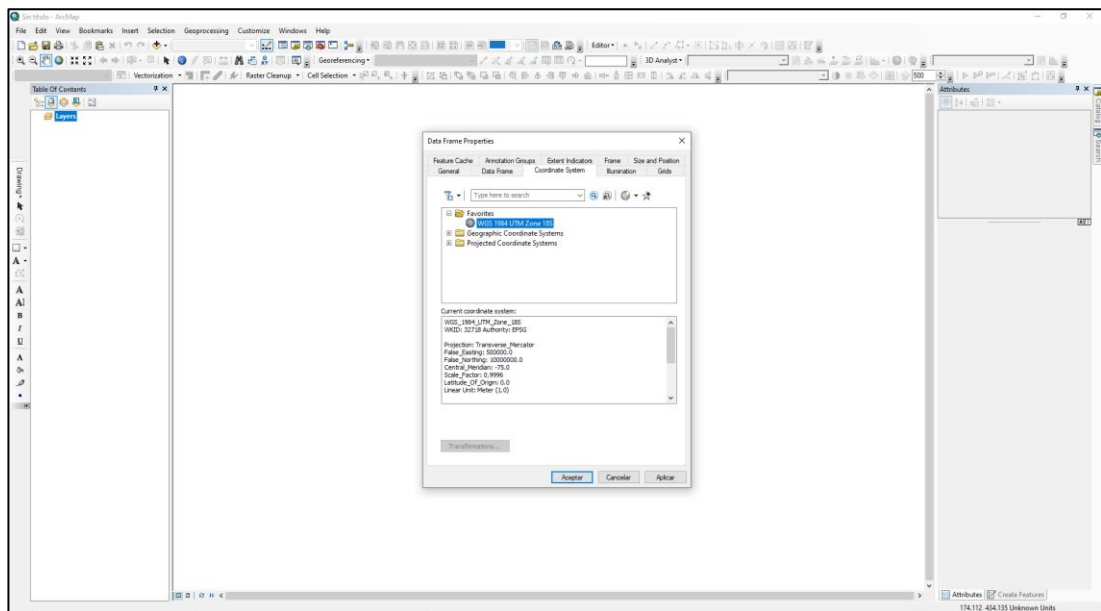 Sin título - ArcMap
File Edit View Bookmarks Insert Selection Geoprocessing Customize Windows Help
Editor
Georeferencing
3D Analyst
Vectorization
Raster Cleanup
Cell Selection
500
Table Of Contents
Layers
Drawing
Attributes
Catalog
Search
Data Frame Properties
Feature Cache Annotation Groups Extent Indicators Frame Size and Position
General Data Frame Coordinate System Illumination Grids
Type here to search
Favorites
WGS 1984 UTM Zone 18S
Geographic Coordinate Systems
Projected Coordinate Systems
Current coordinate system:
WGS_1984_UTM_Zone_18S
WKID: 32718 Authority: EPSG
Projection: Transverse_Mercator
False_Easting: 500000.0
False_Northing: 10000000.0
Central_Meridian: -75.0
Scale_Factor: 0.9996
Latitude_Of_Origin: 0.0
Linear Unit: Meter (1.0)
Transformations...
Aceptar Cancelar Aplicar
Attributes Create Features
174.112 434.135 Unknown Units